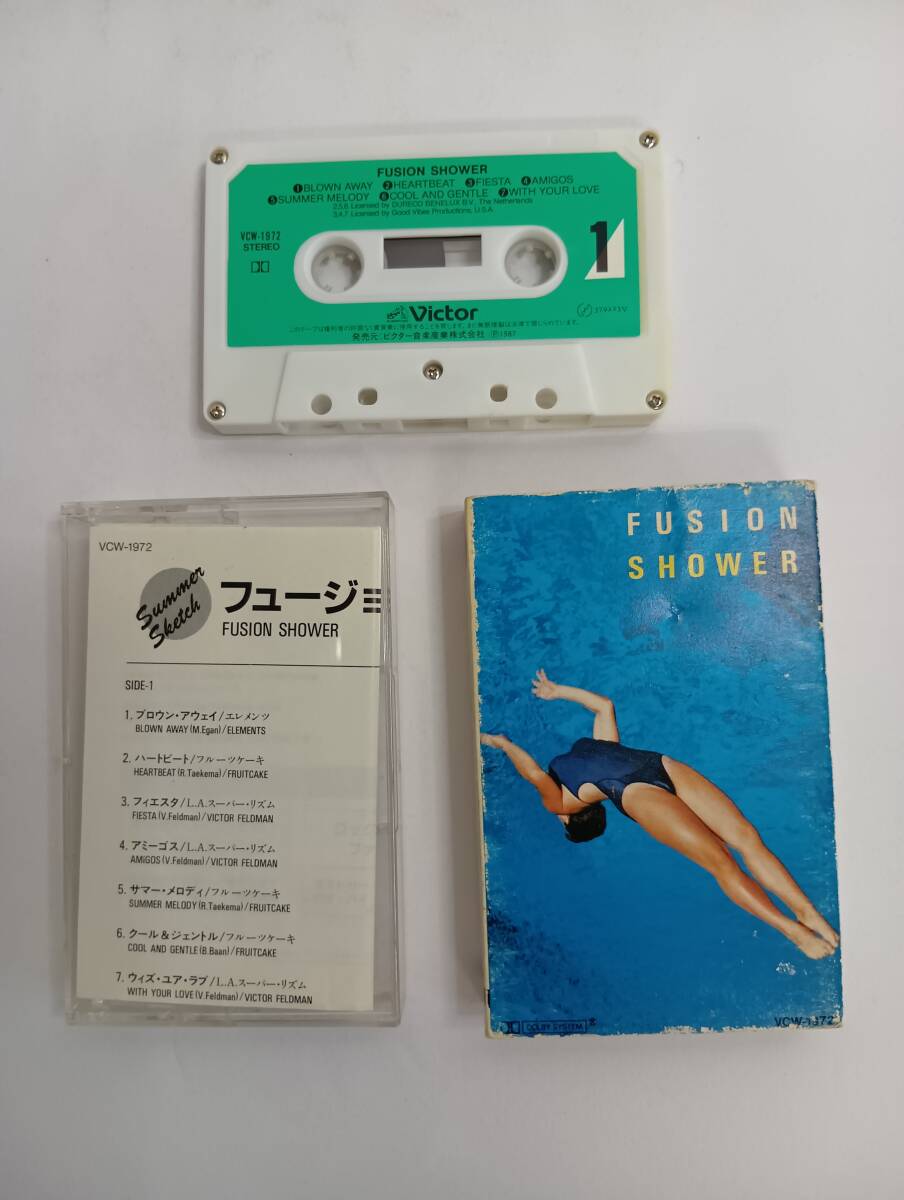 FUSION SHOWER
❶BLOWN AWAY ❷HEARTBEAT ❸FIESTA ❹AMIGOS
❺SUMMER MELODY ❻COOL AND GENTLE ❼WITH YOUR LOVE
2,5,6 Licensed by DURECO BENELUX B.V., The Netherlands
3,4,7 Licensed by Good Vibes Productions, U.S.A.
VCW-1972
STEREO
1
Victor
発売元:ビクター音楽産業株式会社 Ⓟ1987
VCW-1972
Summer
Sketch
フュージョ
FUSION SHOWER
SIDE-1
1. ブロウン・アウェイ/エレメンツ
BLOWN AWAY(M.Egan)/ELEMENTS
2. ハートビート/フルーツケーキ
HEARTBEAT(R.Taekema)/FRUITCAKE
3. フィエスタ/L.A.スーパー・リズム
FIESTA(V.Feldman)/VICTOR FELDMAN
4. アミーゴス/L.A.スーパー・リズム
AMIGOS(V.Feldman)/VICTOR FELDMAN
5. サマー・メロディ/フルーツケーキ
SUMMER MELODY(R.Taekema)/FRUITCAKE
6. クール&ジェントル/フルーツケーキ
COOL AND GENTLE(B.Baan)/FRUITCAKE
7. ウィズ・ユア・ラブ/L.A.スーパー・リズム
WITH YOUR LOVE(V.Feldman)/VICTOR FELDMAN
FUSION
SHOWER
DOLBY SYSTEM
VCW-1972